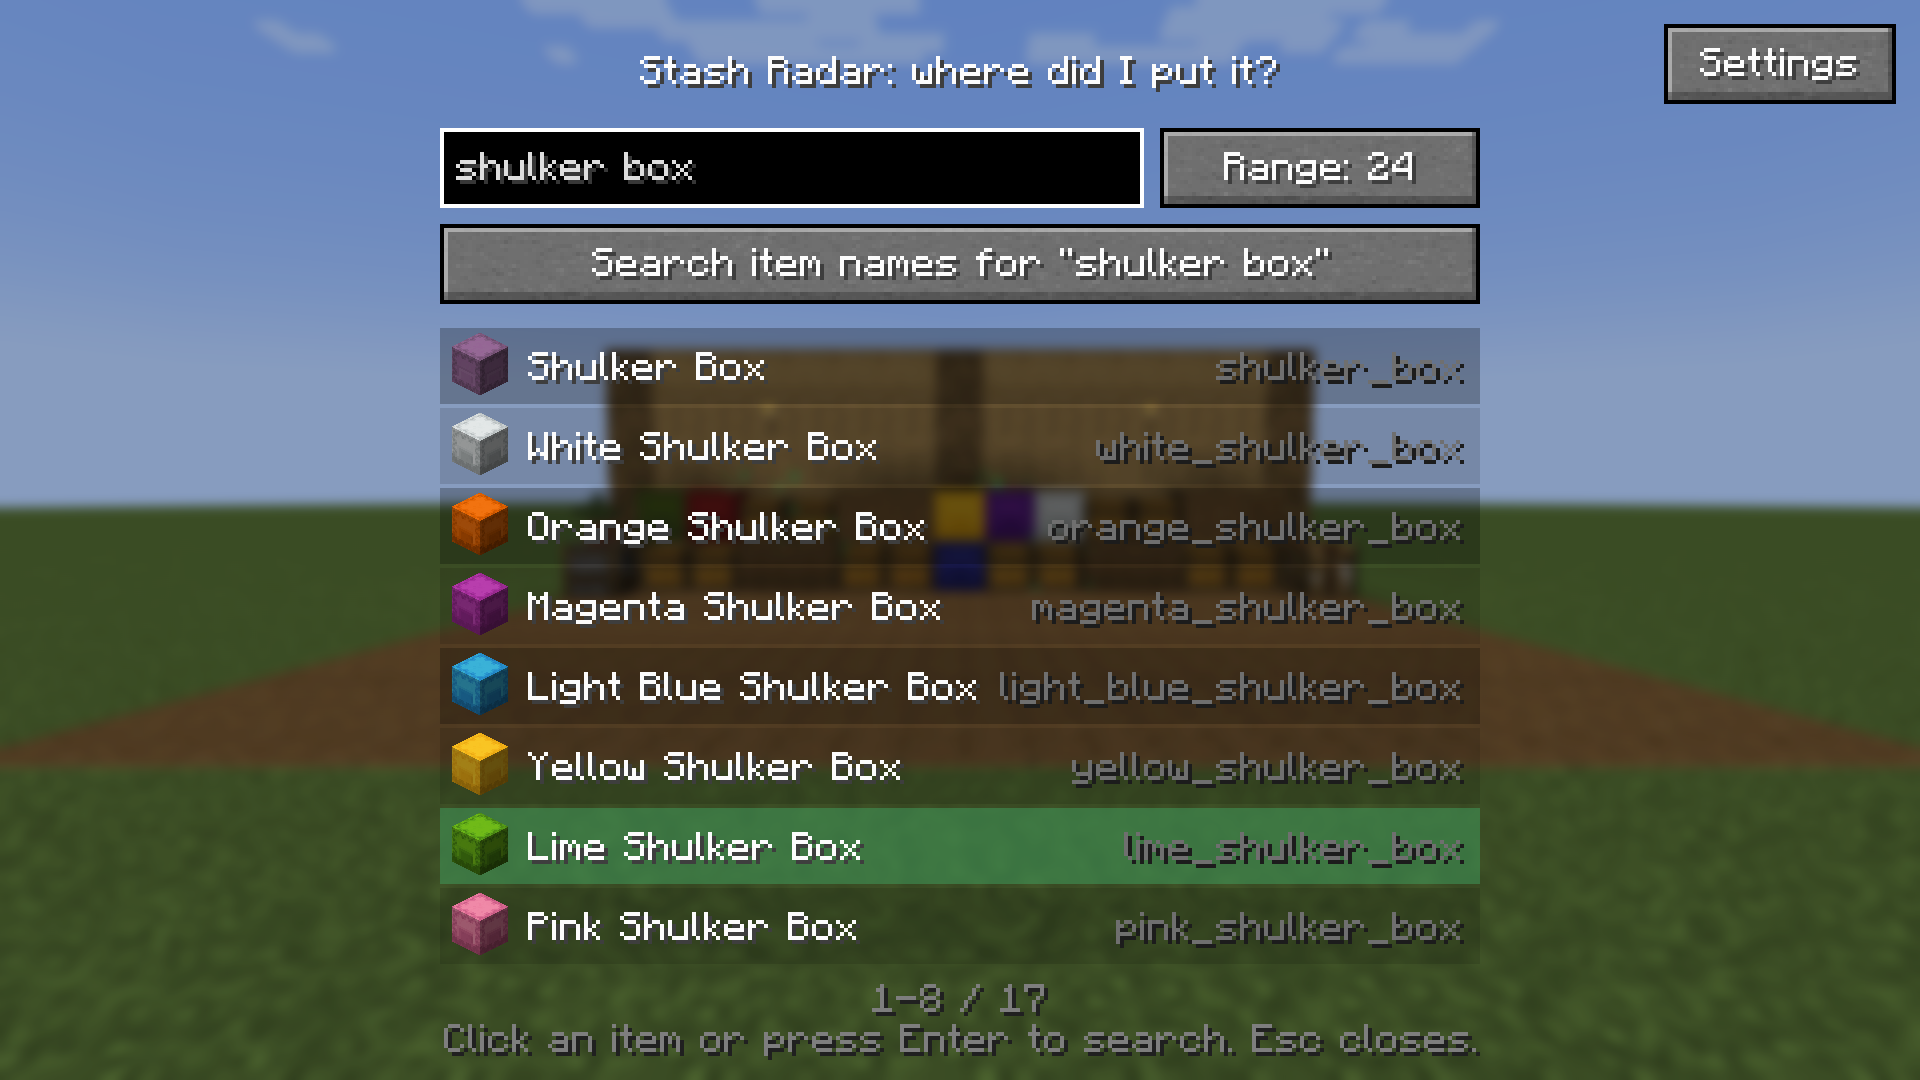 Stash Radar: where did I put it?
Settings
shulker box
Range: 24
Search item names for "shulker box"
Shulker Box shulker_box
White Shulker Box white_shulker_box
Orange Shulker Box orange_shulker_box
Magenta Shulker Box magenta_shulker_box
Light Blue Shulker Box light_blue_shulker_box
Yellow Shulker Box yellow_shulker_box
Lime Shulker Box lime_shulker_box
Pink Shulker Box pink_shulker_box
1-8 / 17
Click an item or press Enter to search. Esc closes.